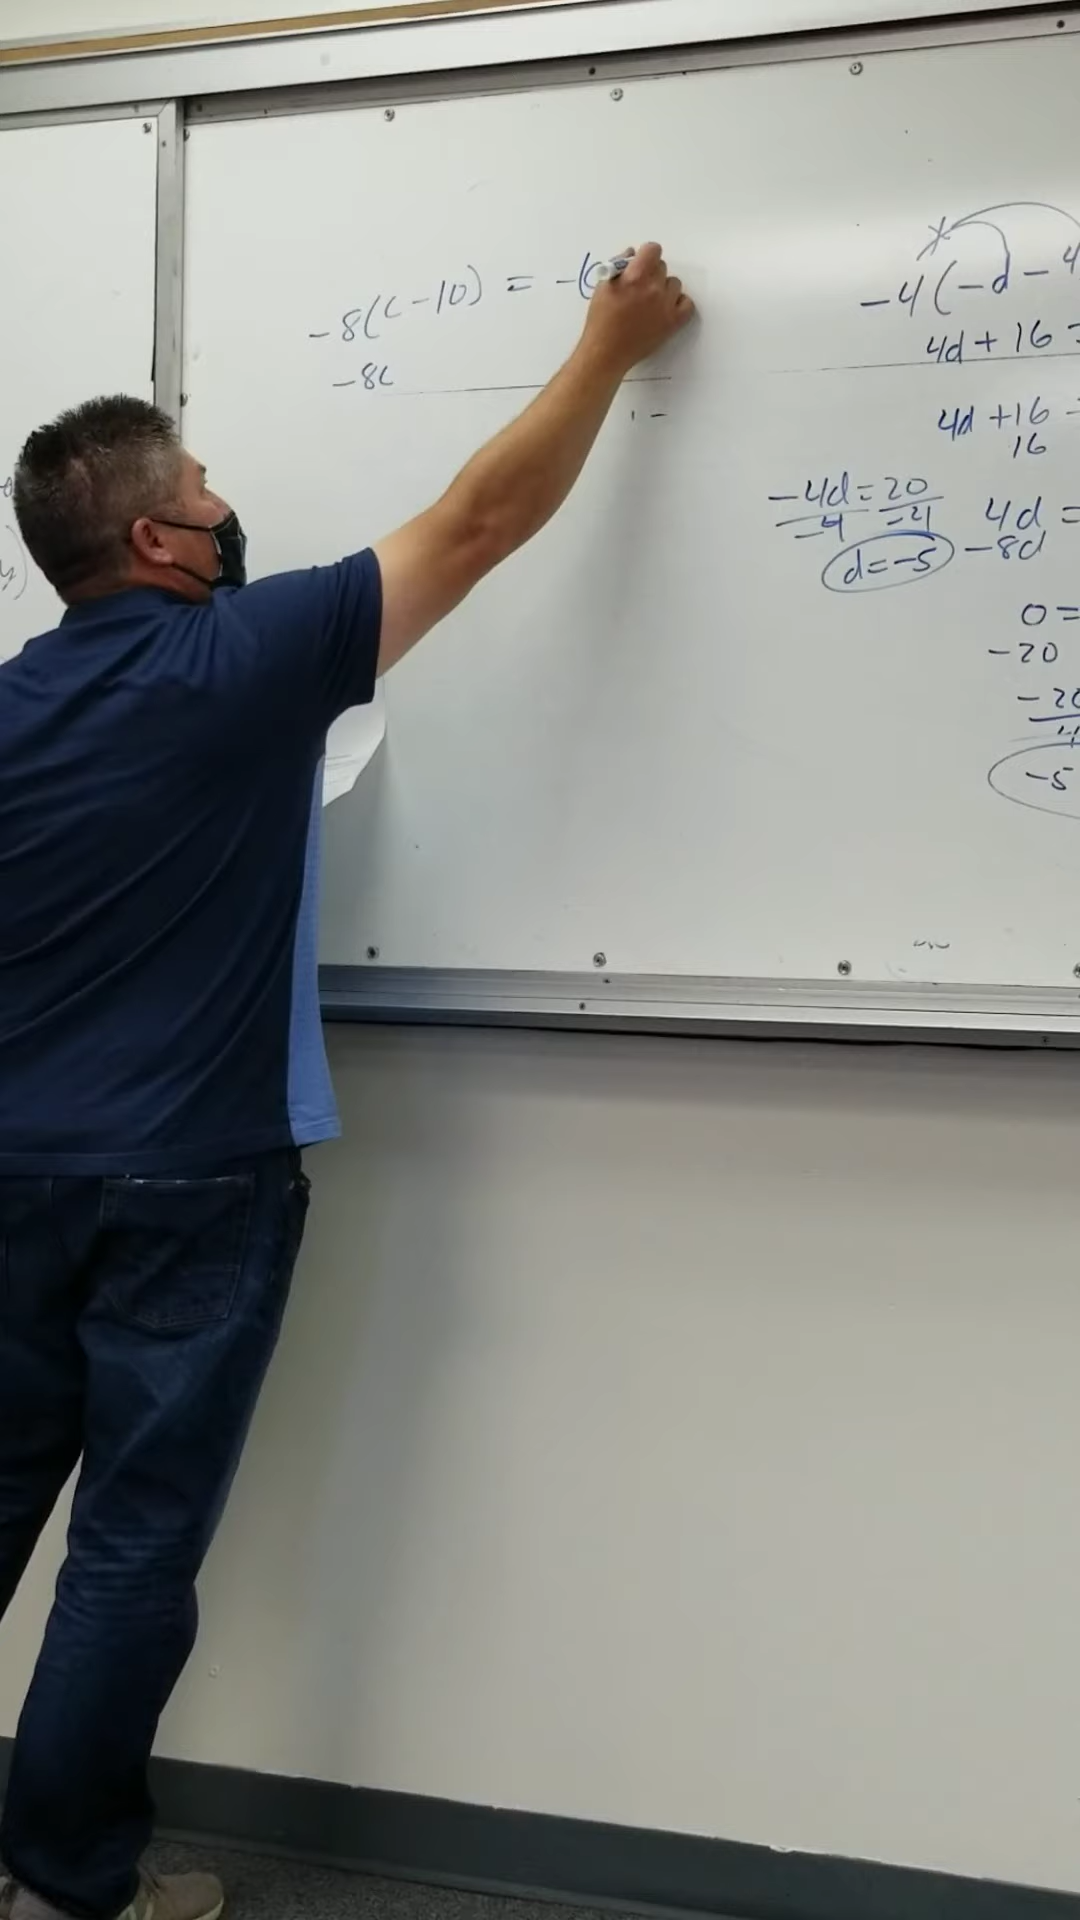 -8(c-10) = -(
-8c
-4(-d-4
4d+16=
4d+16=
16
-4d=20
-4 -4
d=-5
4d=
-8d
0=
-20
-20
-5